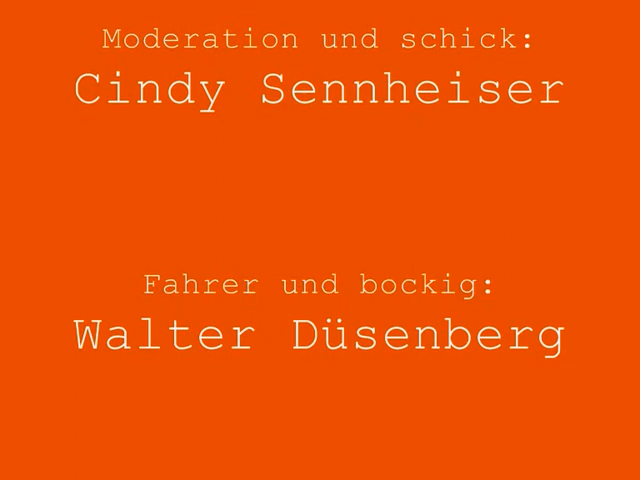 Moderation und schick:
Cindy Sennheiser
Fahrer und bockig:
Walter Düsenberg